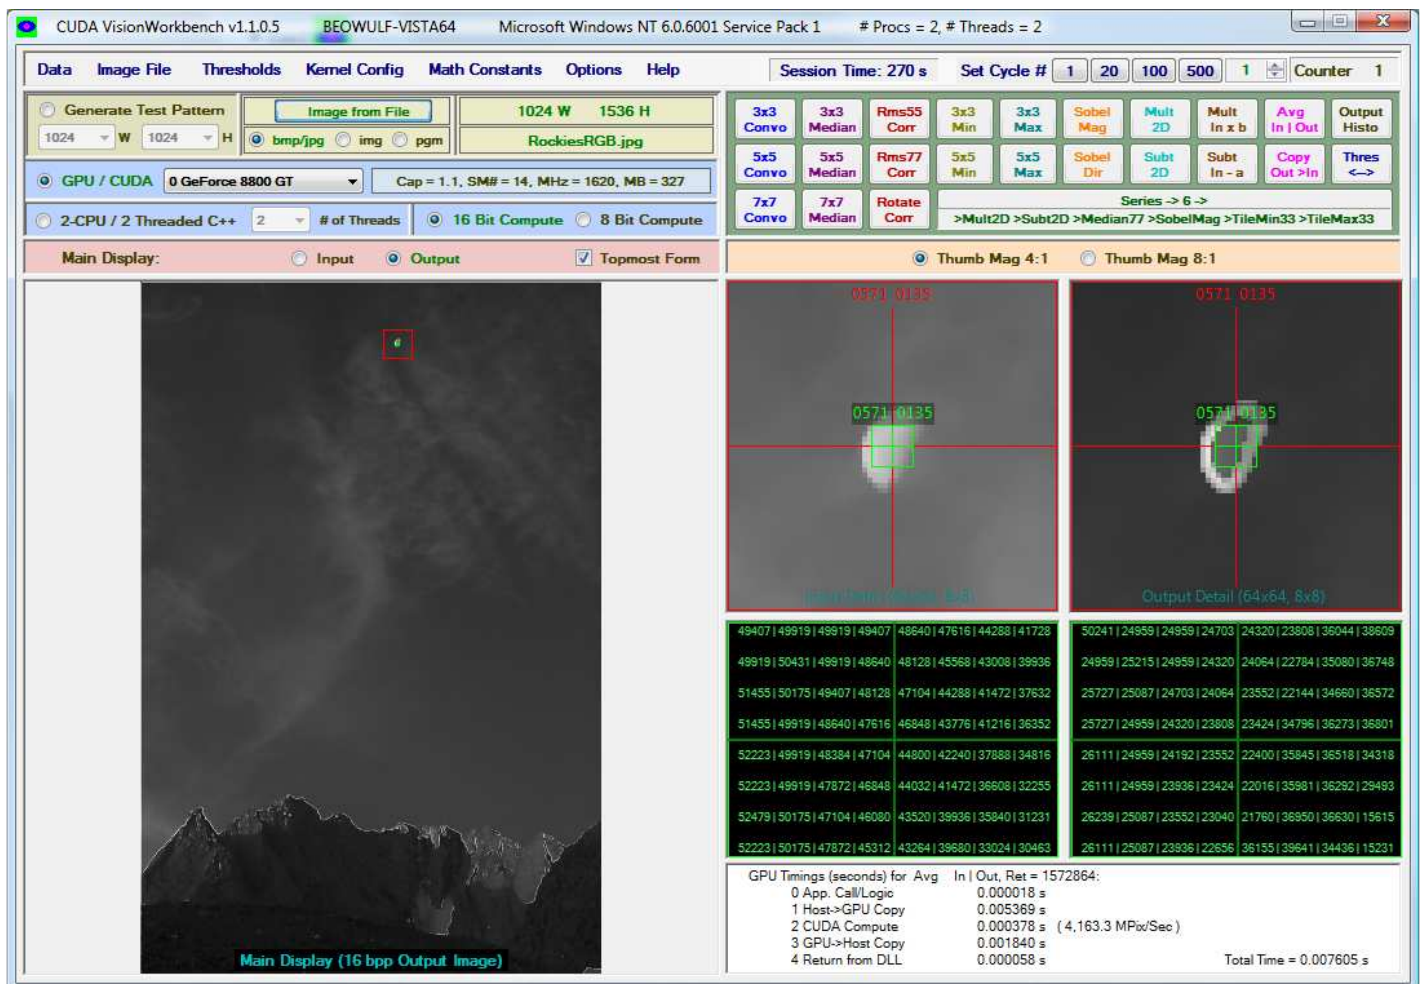 CUDA VisionWorkbench v1.1.0.5 BEOWULF-VISTA64 Microsoft Windows NT 6.0.6001 Service Pack 1 # Procs = 2, # Threads = 2
Data Image File Thresholds Kernel Config Math Constants Options Help Session Time: 270 s Set Cycle # 1 20 100 500 1 Counter 1
Generate Test Pattern
1024 W 1024 H
Image from File
bmp/jpg img pgm
1024 W 1536 H
RockiesRGB.jpg
GPU / CUDA 0 GeForce 8800 GT Cap = 1.1, SM# = 14, MHz = 1620, MB = 327
2-CPU / 2 Threaded C++ 2 # of Threads 16 Bit Compute 8 Bit Compute
3x3 Convo 3x3 Median Rms55 Corr 3x3 Min 3x3 Max Sobel Mag Mult 2D Mult In x b Avg In | Out Output Histo
5x5 Convo 5x5 Median Rms77 Corr 5x5 Min 5x5 Max Sobel Dir Subt 2D Subt In - a Copy Out >In Thres <-->
7x7 Convo 7x7 Median Rotate Corr
Series -> 6 ->
>Mult2D >Subt2D >Median77 >SobelMag >TileMin33 >TileMax33
Main Display: Input Output Topmost Form
Thumb Mag 4:1 Thumb Mag 8:1
0571 0135
0571 0135
0571 0135
0571 0135
Output Detail (64x64, 8x8)
49407|49919|49919|49407 48640|47616|44288|41728
49919|50431|49919|48640 48128|45568|43008|39936
51455|50175|49407|48128 47104|44288|41472|37632
51455|49919|48640|47616 46848|43776|41216|36352
52223|49919|48384|47104 44800|42240|37888|34816
52223|49919|47872|46848 44032|41472|36608|32255
52479|50175|47104|46080 43520|39936|35840|31231
52223|50175|47872|45312 43264|39680|33024|30463
50241|24959|24959|24703 24320|23808|36044|38609
24959|25215|24959|24320 24064|22784|35080|36748
25727|25087|24703|24064 23552|22144|34660|36572
25727|24959|24320|23808 23424|34796|36273|36801
26111|24959|24192|23552 22400|35845|36518|34318
26111|24959|23936|23424 22016|35981|36292|29493
26239|25087|23552|23040 21760|36950|36630|15615
26111|25087|23936|22656 36155|39641|34436|15231
Main Display (16 bpp Output Image)
GPU Timings (seconds) for Avg In | Out, Ret = 1572864:
0 App. Call/Logic 0.000018 s
1 Host->GPU Copy 0.005369 s
2 CUDA Compute 0.000378 s ( 4,163.3 MPix/Sec )
3 GPU->Host Copy 0.001840 s
4 Return from DLL 0.000058 s Total Time = 0.007605 s